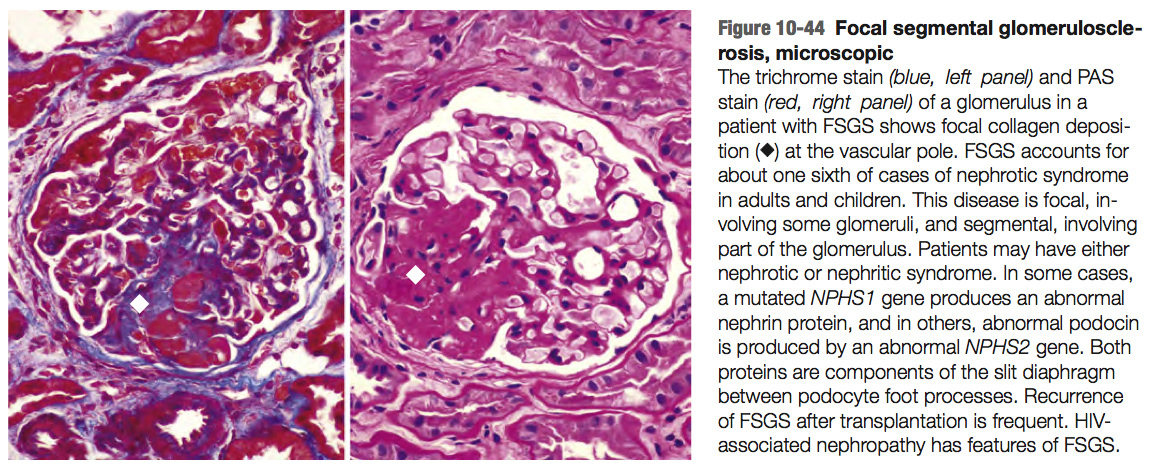 Figure 10-44 Focal segmental glomeruloscle-
rosis, microscopic
The trichrome stain (blue, left panel) and PAS
stain (red, right panel) of a glomerulus in a
patient with FSGS shows focal collagen deposi-
tion (◆) at the vascular pole. FSGS accounts for
about one sixth of cases of nephrotic syndrome
in adults and children. This disease is focal, in-
volving some glomeruli, and segmental, involving
part of the glomerulus. Patients may have either
nephrotic or nephritic syndrome. In some cases,
a mutated NPHS1 gene produces an abnormal
nephrin protein, and in others, abnormal podocin
is produced by an abnormal NPHS2 gene. Both
proteins are components of the slit diaphragm
between podocyte foot processes. Recurrence
of FSGS after transplantation is frequent. HIV-
associated nephropathy has features of FSGS.